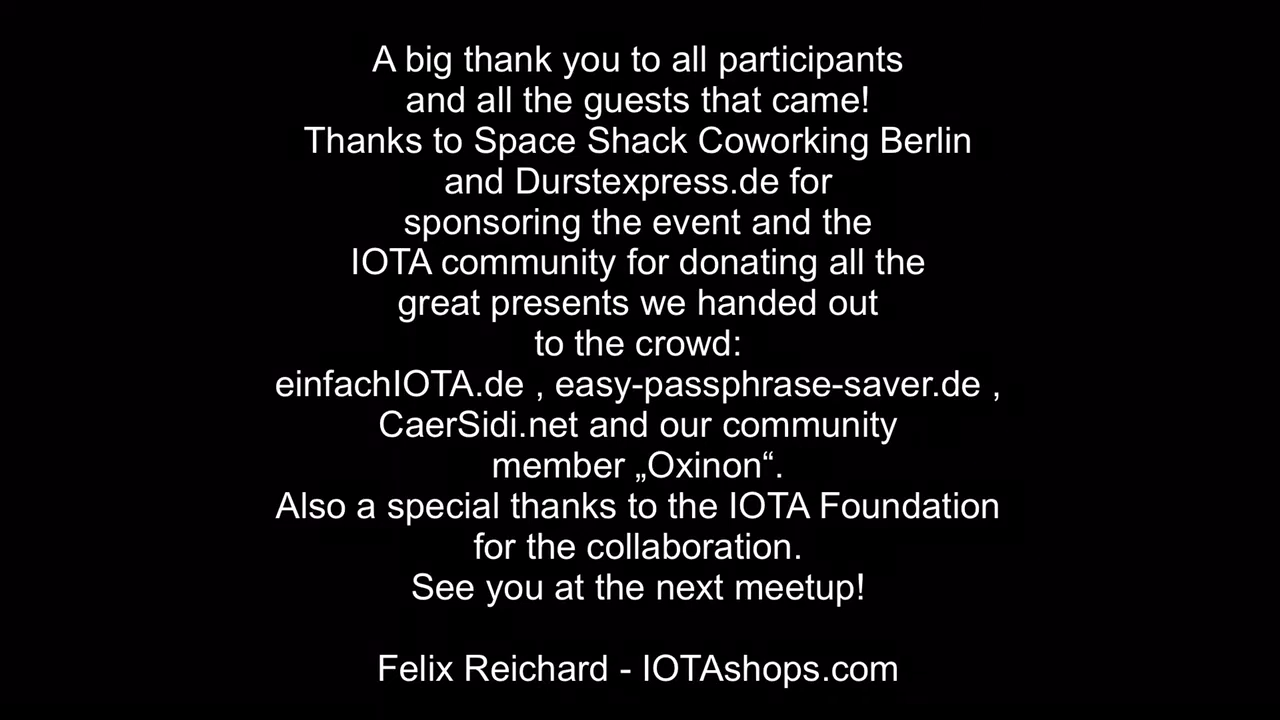 A big thank you to all participants
and all the guests that came!
Thanks to Space Shack Coworking Berlin
and Durstexpress.de for
sponsoring the event and the
IOTA community for donating all the
great presents we handed out
to the crowd:
einfachIOTA.de , easy-passphrase-saver.de ,
CaerSidi.net and our community
member „Oxinon“.
Also a special thanks to the IOTA Foundation
for the collaboration.
See you at the next meetup!
Felix Reichard - IOTAshops.com